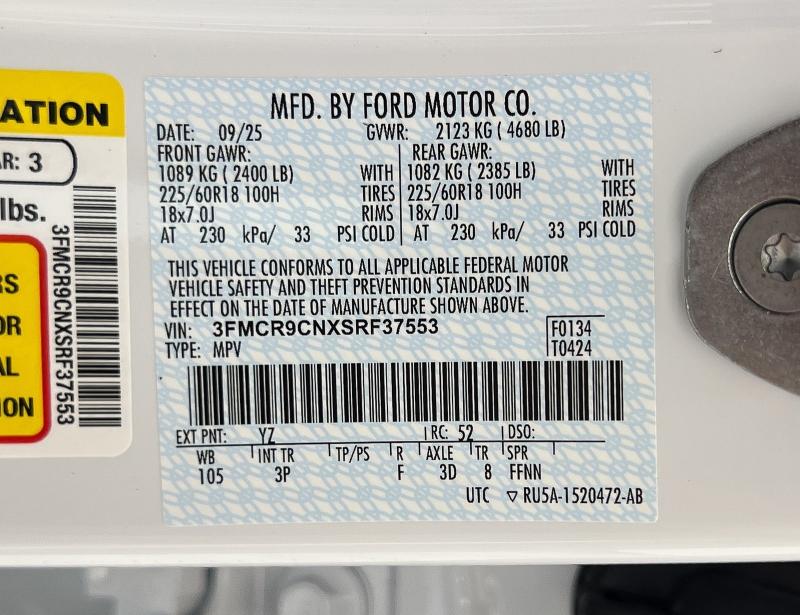 ATION
AR: 3
lbs.
RS
OR
AL
ION
3FMCR9CNXSRF37553
MFD. BY FORD MOTOR CO.
DATE: 09/25 GVWR: 2123 KG ( 4680 LB)
FRONT GAWR: REAR GAWR:
1089 KG ( 2400 LB) WITH 1082 KG ( 2385 LB) WITH
225/60R18 100H TIRES 225/60R18 100H TIRES
18x7.0J RIMS 18x7.0J RIMS
AT 230 kPa/ 33 PSI COLD AT 230 kPa/ 33 PSI COLD
THIS VEHICLE CONFORMS TO ALL APPLICABLE FEDERAL MOTOR
VEHICLE SAFETY AND THEFT PREVENTION STANDARDS IN
EFFECT ON THE DATE OF MANUFACTURE SHOWN ABOVE.
VIN: 3FMCR9CNXSRF37553 F0134
TYPE: MPV T0424
EXT PNT: YZ RC: 52 DSO:
WB INT TR TP/PS R AXLE TR SPR
105 3P F 3D 8 FFNN
UTC ▽ RU5A-1520472-AB